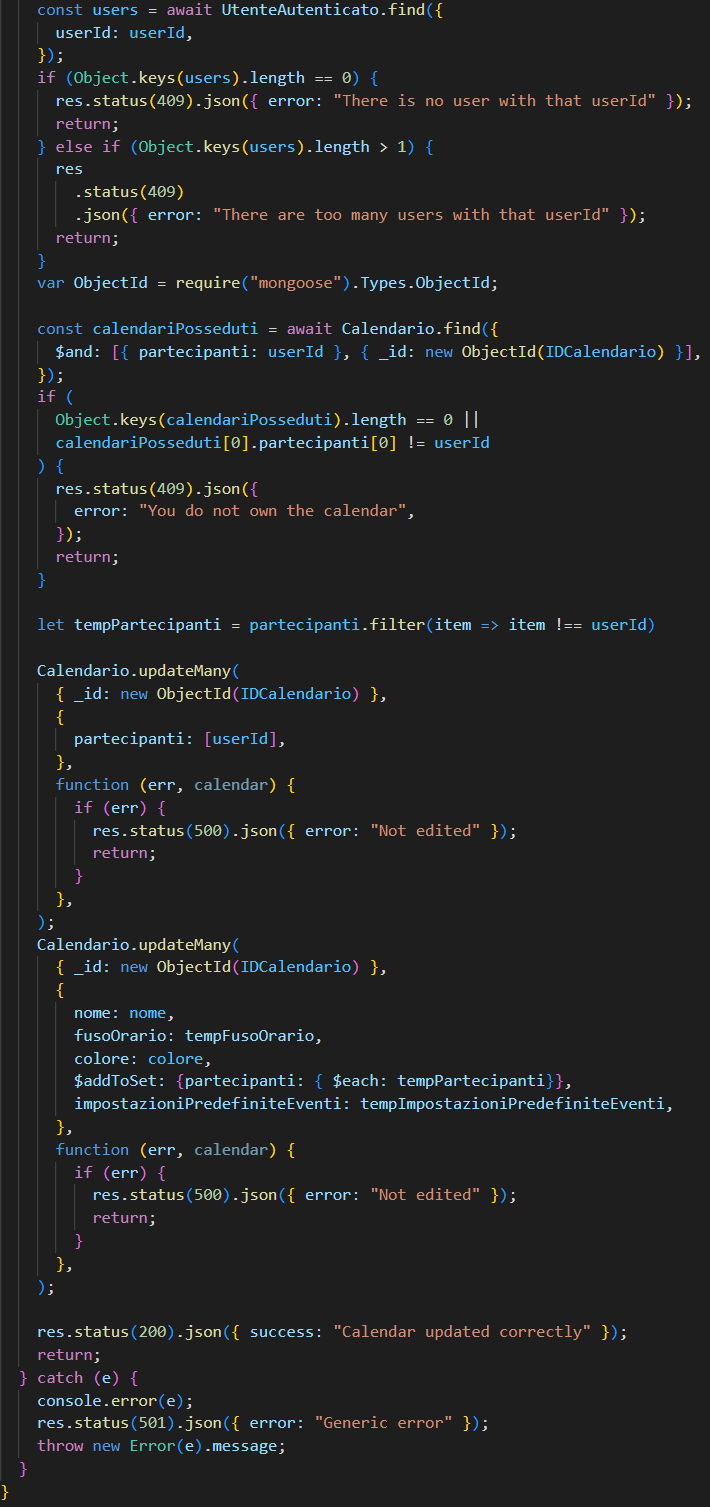 const users = await UtenteAutenticato.find({
userId: userId,
});
if (Object.keys(users).length == 0) {
res.status(409).json({ error: "There is no user with that userId" });
return;
} else if (Object.keys(users).length > 1) {
res
.status(409)
.json({ error: "There are too many users with that userId" });
return;
}
var ObjectId = require("mongoose").Types.ObjectId;
const calendariPosseduti = await Calendario.find({
$and: [{ partecipanti: userId }, { _id: new ObjectId(IDCalendario) }],
});
if (
Object.keys(calendariPosseduti).length == 0 ||
calendariPosseduti[0].partecipanti[0] != userId
) {
res.status(409).json({
error: "You do not own the calendar",
});
return;
}
let tempPartecipanti = partecipanti.filter(item => item !== userId)
Calendario.updateMany(
{ _id: new ObjectId(IDCalendario) },
{
partecipanti: [userId],
},
function (err, calendar) {
if (err) {
res.status(500).json({ error: "Not edited" });
return;
}
},
);
Calendario.updateMany(
{ _id: new ObjectId(IDCalendario) },
{
nome: nome,
fusoOrario: tempFusoOrario,
colore: colore,
$addToSet: {partecipanti: { $each: tempPartecipanti}},
impostazioniPredefiniteEventi: tempImpostazioniPredefiniteEventi,
},
function (err, calendar) {
if (err) {
res.status(500).json({ error: "Not edited" });
return;
}
},
);
res.status(200).json({ success: "Calendar updated correctly" });
return;
} catch (e) {
console.error(e);
res.status(501).json({ error: "Generic error" });
throw new Error(e).message;
}
}